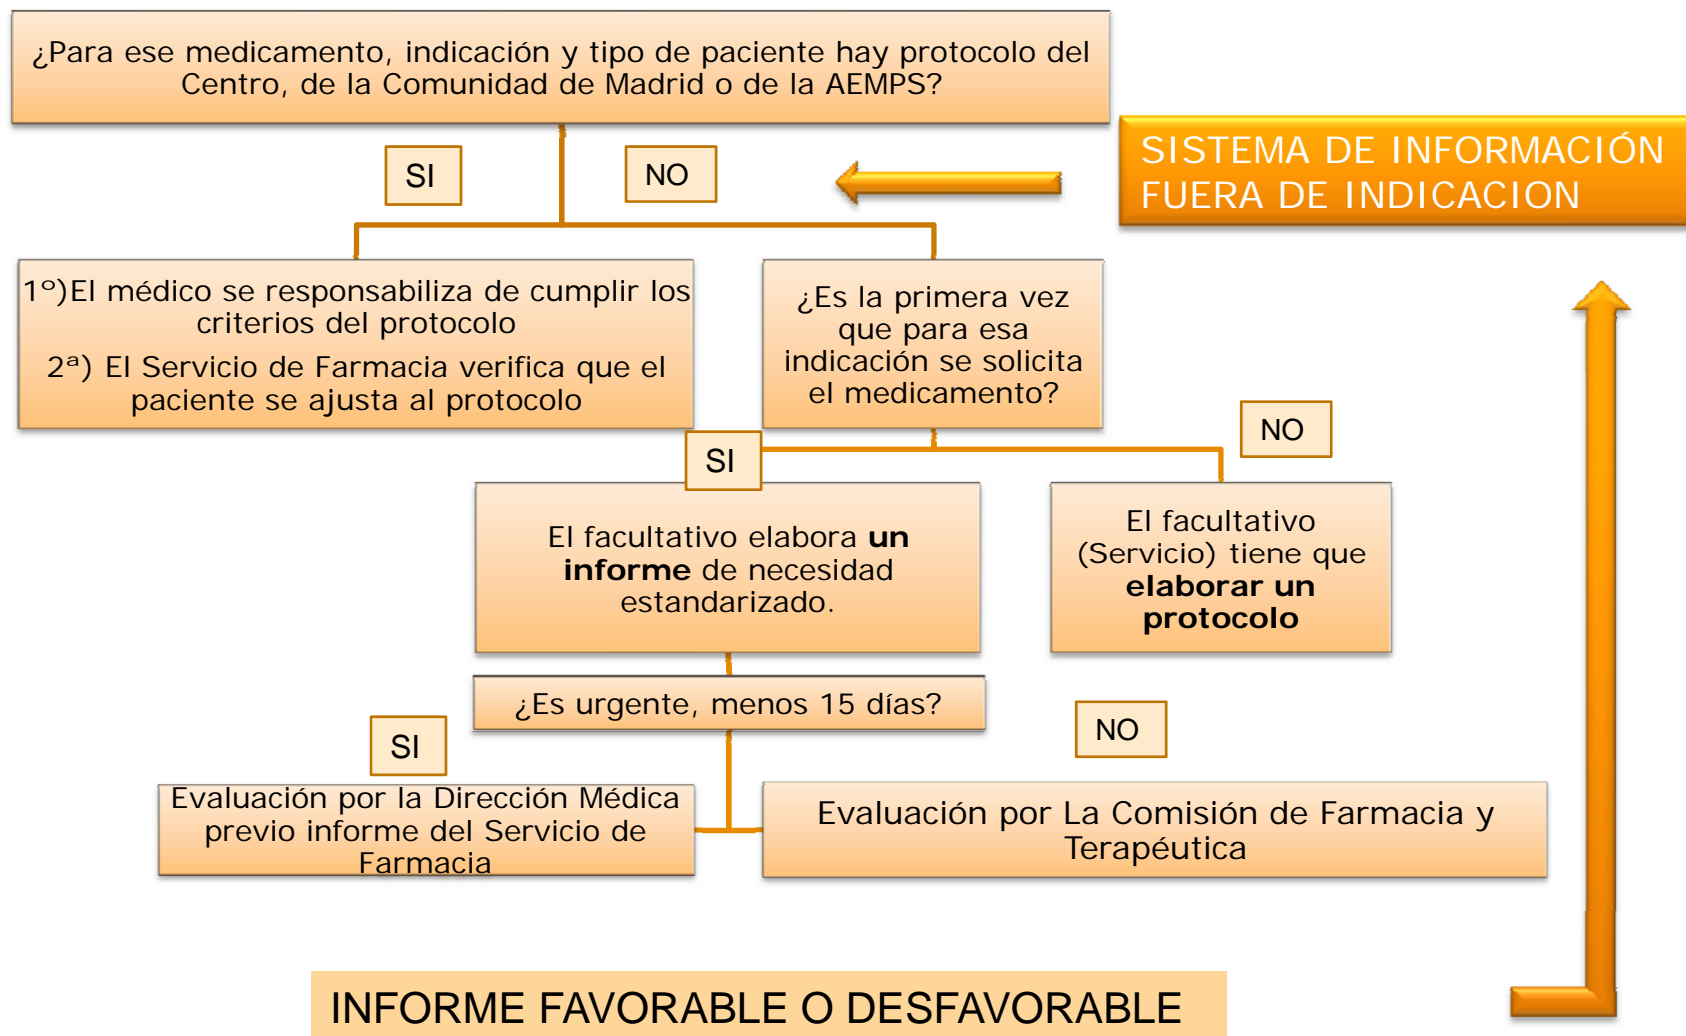 ¿Para ese medicamento, indicación y tipo de paciente hay protocolo del
Centro, de la Comunidad de Madrid o de la AEMPS?
SISTEMA DE INFORMACIÓN
FUERA DE INDICACION
SI
NO
1º)El médico se responsabiliza de cumplir los
criterios del protocolo
2ª) El Servicio de Farmacia verifica que el
paciente se ajusta al protocolo
¿Es la primera vez
que para esa
indicación se solicita
el medicamento?
SI
NO
El facultativo elabora un
informe de necesidad
estandarizado.
El facultativo
(Servicio) tiene que
elaborar un
protocolo
¿Es urgente, menos 15 días?
SI
NO
Evaluación por la Dirección Médica
previo informe del Servicio de
Farmacia
Evaluación por La Comisión de Farmacia y
Terapéutica
INFORME FAVORABLE O DESFAVORABLE